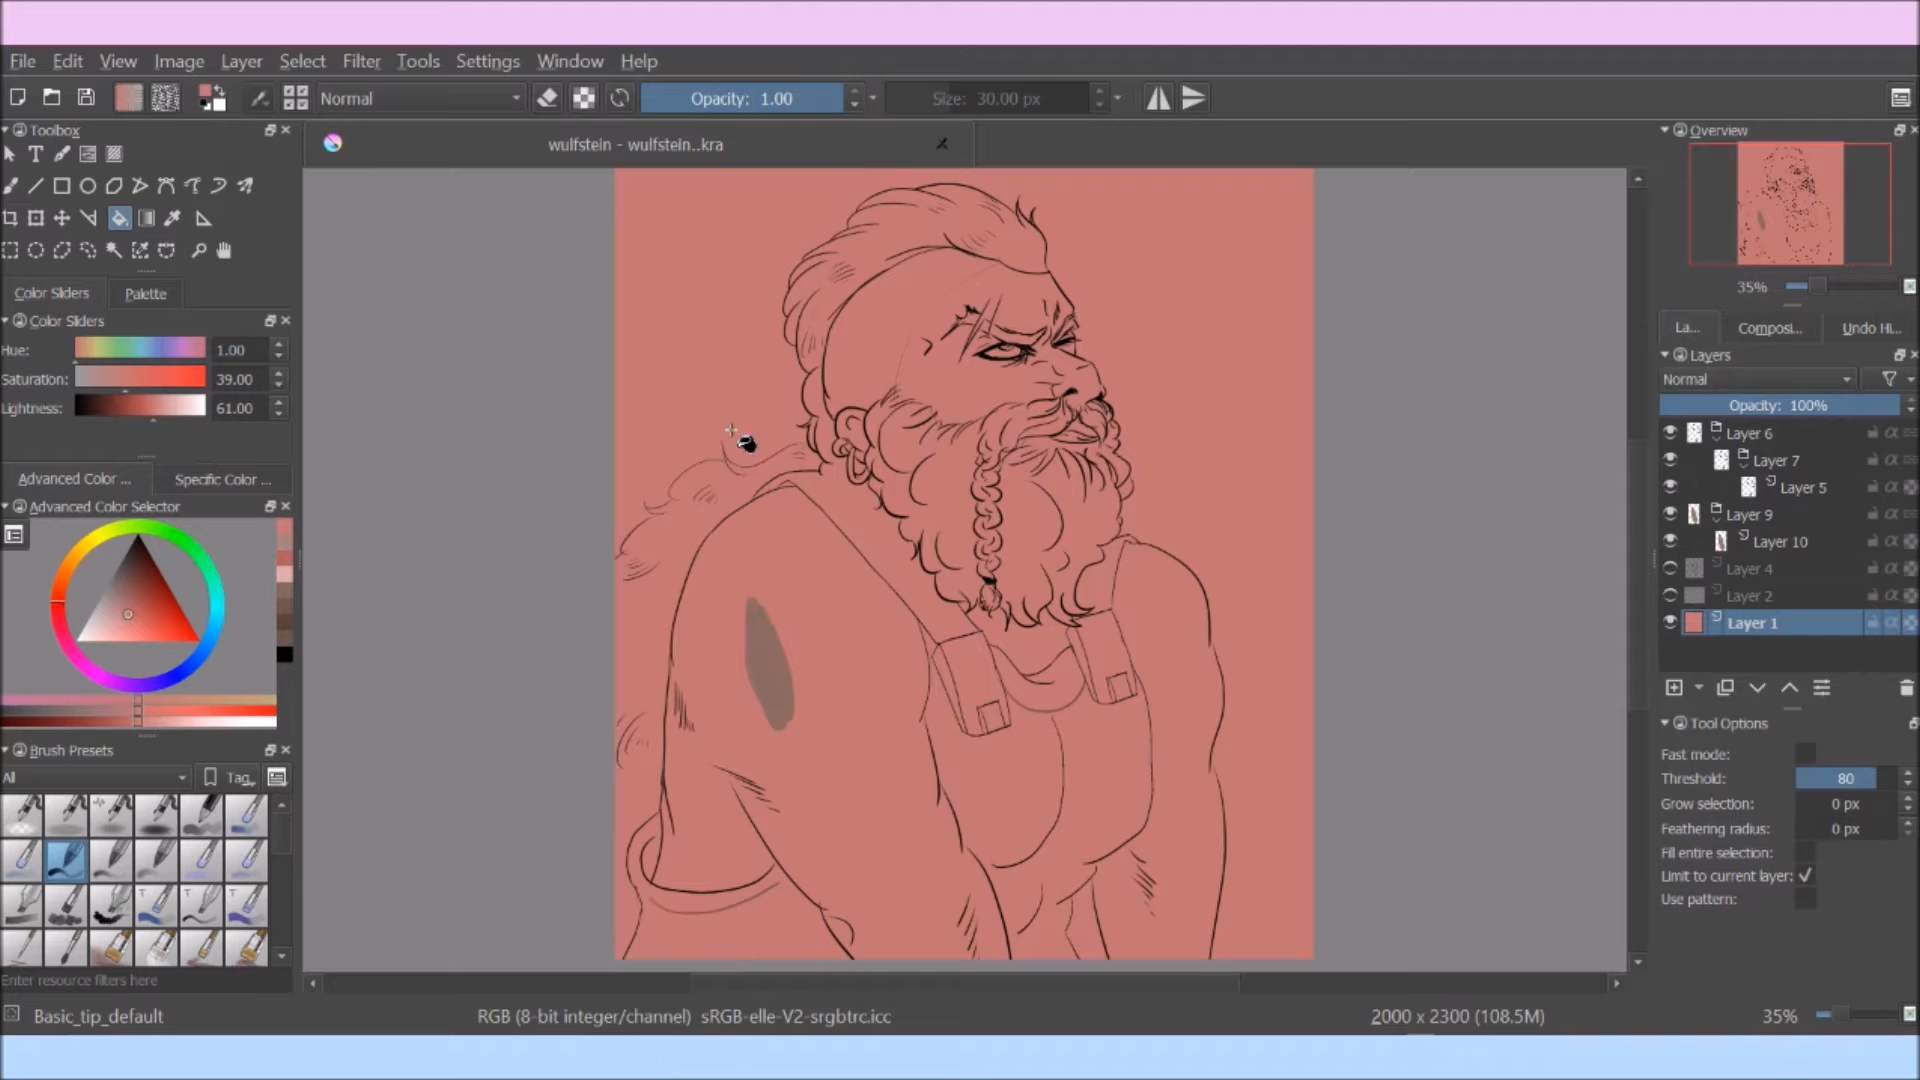 File Edit View Image Layer Select Filter Tools Settings Window Help
Normal Opacity: 1.00 Size: 30.00 px
Toolbox
wulfstein - wulfstein..kra
Overview
35%
Color Sliders Palette
Color Sliders
Hue: 1.00
Saturation: 39.00
Lightness: 61.00
Advanced Color ... Specific Color ...
Advanced Color Selector
Brush Presets
All Tag
Enter resource filters here
La... Composi... Undo Hi...
Layers
Normal
Opacity: 100%
Layer 6
Layer 7
Layer 5
Layer 9
Layer 10
Layer 4
Layer 2
Layer 1
Tool Options
Fast mode:
Threshold: 80
Grow selection: 0 px
Feathering radius: 0 px
Fill entire selection:
Limit to current layer:
Use pattern:
Basic_tip_default RGB (8-bit integer/channel) sRGB-elle-V2-srgbtrc.icc 2000 x 2300 (108.5M) 35%